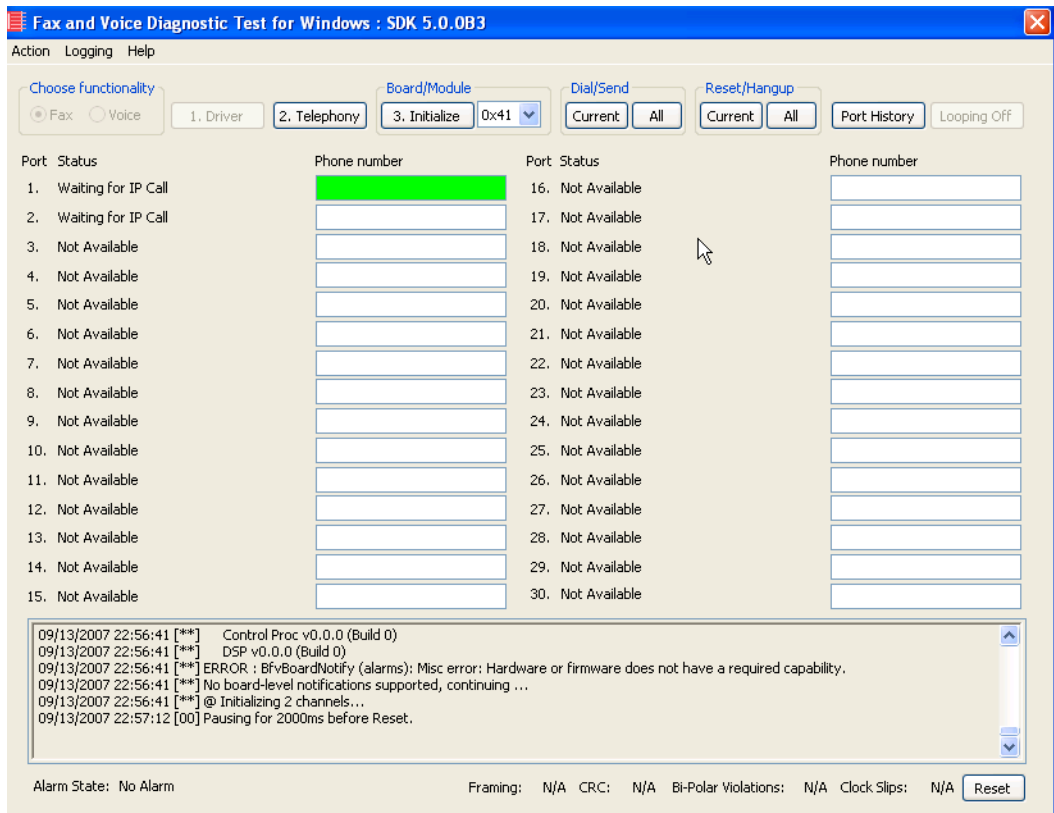 Fax and Voice Diagnostic Test for Windows : SDK 5.0.0B3
Action Logging Help
Choose functionality Board/Module Dial/Send Reset/Hangup
Fax Voice 1. Driver 2. Telephony 3. Initialize 0x41 Current All Current All Port History Looping Off
Port Status Phone number Port Status Phone number
1. Waiting for IP Call 16. Not Available
2. Waiting for IP Call 17. Not Available
3. Not Available 18. Not Available
4. Not Available 19. Not Available
5. Not Available 20. Not Available
6. Not Available 21. Not Available
7. Not Available 22. Not Available
8. Not Available 23. Not Available
9. Not Available 24. Not Available
10. Not Available 25. Not Available
11. Not Available 26. Not Available
12. Not Available 27. Not Available
13. Not Available 28. Not Available
14. Not Available 29. Not Available
15. Not Available 30. Not Available
09/13/2007 22:56:41 [**] Control Proc v0.0.0 (Build 0)
09/13/2007 22:56:41 [**] DSP v0.0.0 (Build 0)
09/13/2007 22:56:41 [**] ERROR : BfvBoardNotify (alarms): Misc error: Hardware or firmware does not have a required capability.
09/13/2007 22:56:41 [**] No board-level notifications supported, continuing ...
09/13/2007 22:56:41 [**] @ Initializing 2 channels...
09/13/2007 22:57:12 [00] Pausing for 2000ms before Reset.
Alarm State: No Alarm Framing: N/A CRC: N/A Bi-Polar Violations: N/A Clock Slips: N/A Reset